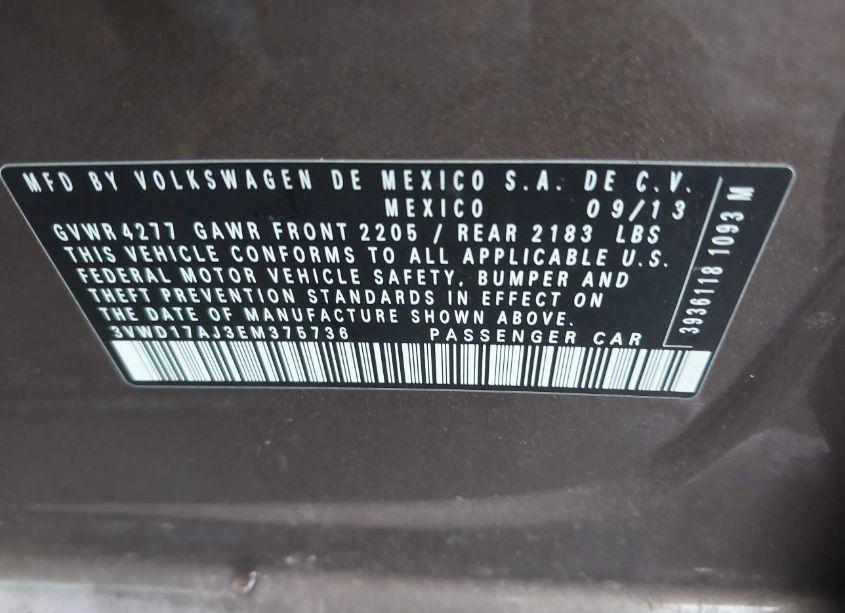 MFD BY VOLKSWAGEN DE MEXICO S.A. DE C.V.
MEXICO 09/13
GVWR 4277 GAWR FRONT 2205 / REAR 2183 LBS
THIS VEHICLE CONFORMS TO ALL APPLICABLE U.S.
FEDERAL MOTOR VEHICLE SAFETY, BUMPER AND
THEFT PREVENTION STANDARDS IN EFFECT ON
THE DATE OF MANUFACTURE SHOWN ABOVE.
3VWD17AJ3EM375736 PASSENGER CAR
3936118 1093 M